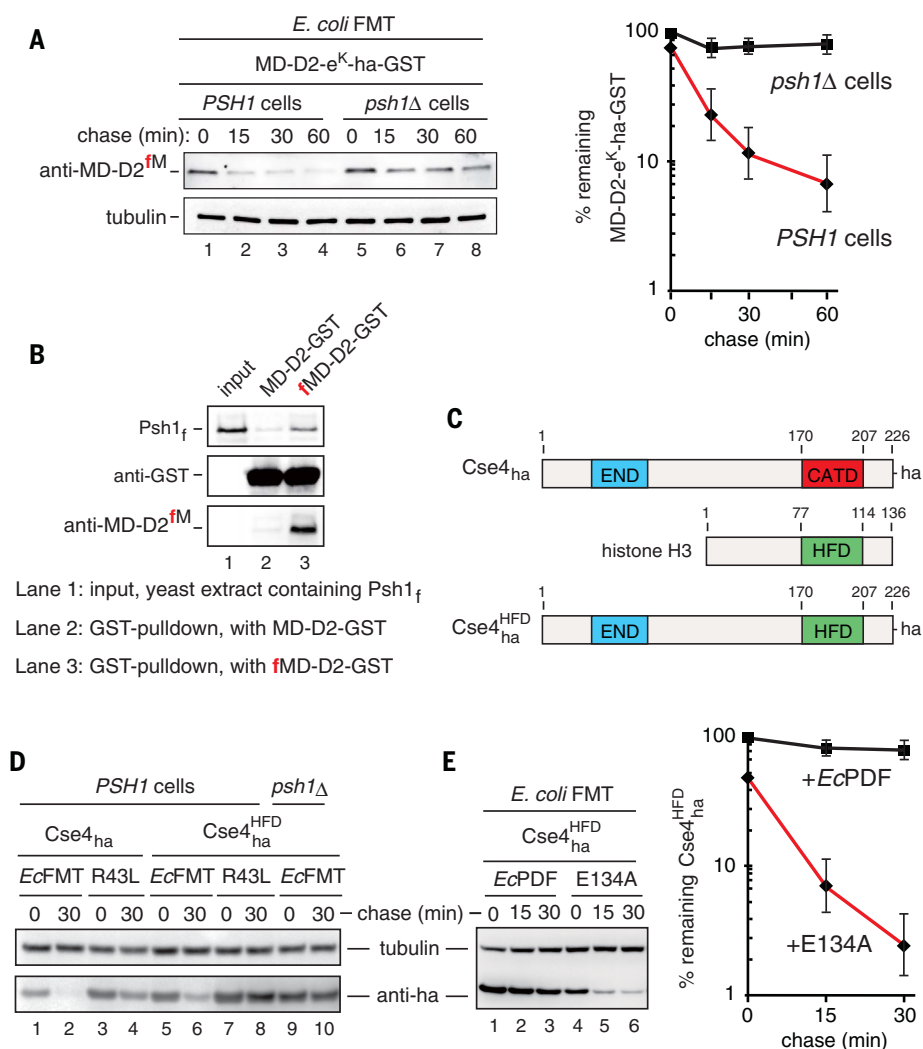 A
E. coli FMT
MD-D2-eK-ha-GST
PSH1 cells psh1Δ cells
chase (min): 0 15 30 60 0 15 30 60
anti-MD-D2fM
tubulin
1 2 3 4 5 6 7 8
% remaining
MD-D2-eK-ha-GST
100
10
1
psh1Δ cells
PSH1 cells
0 30 60
chase (min)
B
input MD-D2-GST fMD-D2-GST
Psh1f
anti-GST
anti-MD-D2fM
1 2 3
Lane 1: input, yeast extract containing Psh1f
Lane 2: GST-pulldown, with MD-D2-GST
Lane 3: GST-pulldown, with fMD-D2-GST
C
1 170 207 226
Cse4ha END CATD ha
1 77 114 136
histone H3 HFD
1 170 207 226
Cse4HFDha END HFD ha
D
PSH1 cells psh1Δ
Cse4ha Cse4HFDha
EcFMT R43L EcFMT R43L EcFMT
0 30 0 30 0 30 0 30 0 30 chase (min)
tubulin
anti-ha
1 2 3 4 5 6 7 8 9 10
E
E. coli FMT
Cse4HFDha
EcPDF E134A
0 15 30 0 15 30
1 2 3 4 5 6
% remaining Cse4HFDha
100
10
1
+EcPDF
+E134A
0 15 30
chase (min)